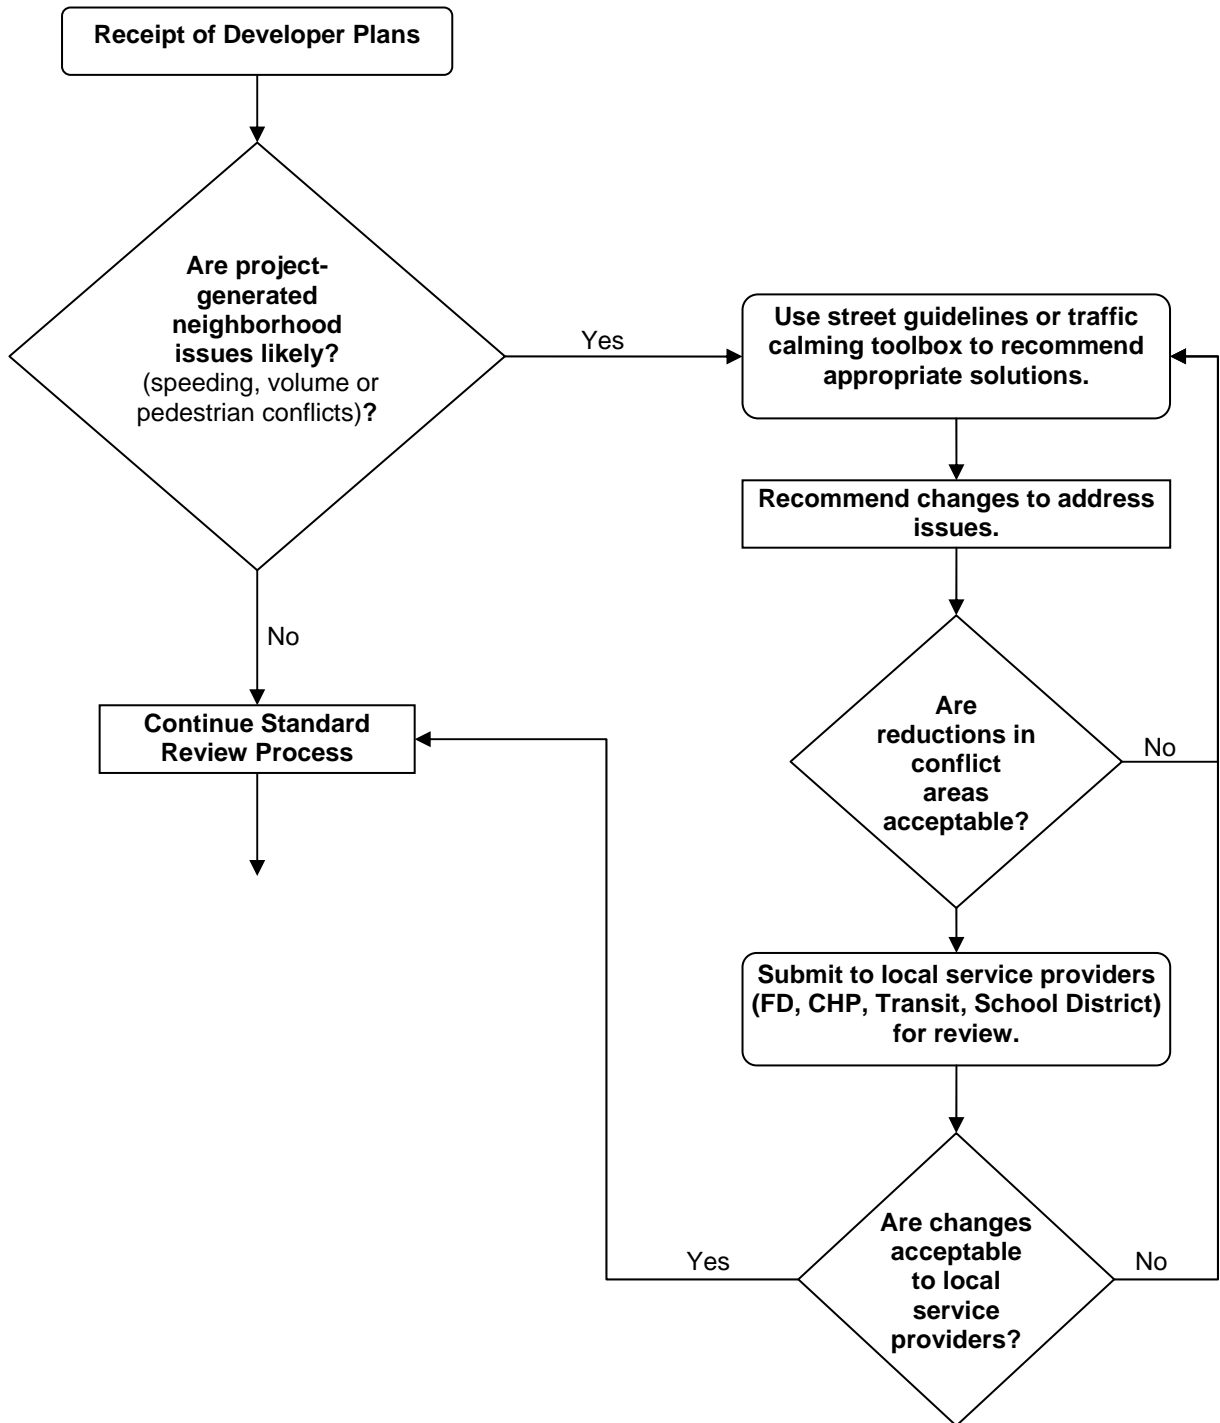 Receipt of Developer Plans
Are project-
generated
neighborhood
issues likely?
(speeding, volume or
pedestrian conflicts)?
Yes
No
Continue Standard
Review Process
Use street guidelines or traffic
calming toolbox to recommend
appropriate solutions.
Recommend changes to address
issues.
Are
reductions in
conflict
areas
acceptable?
No
Submit to local service providers
(FD, CHP, Transit, School District)
for review.
Are changes
acceptable
to local
service
providers?
Yes
No